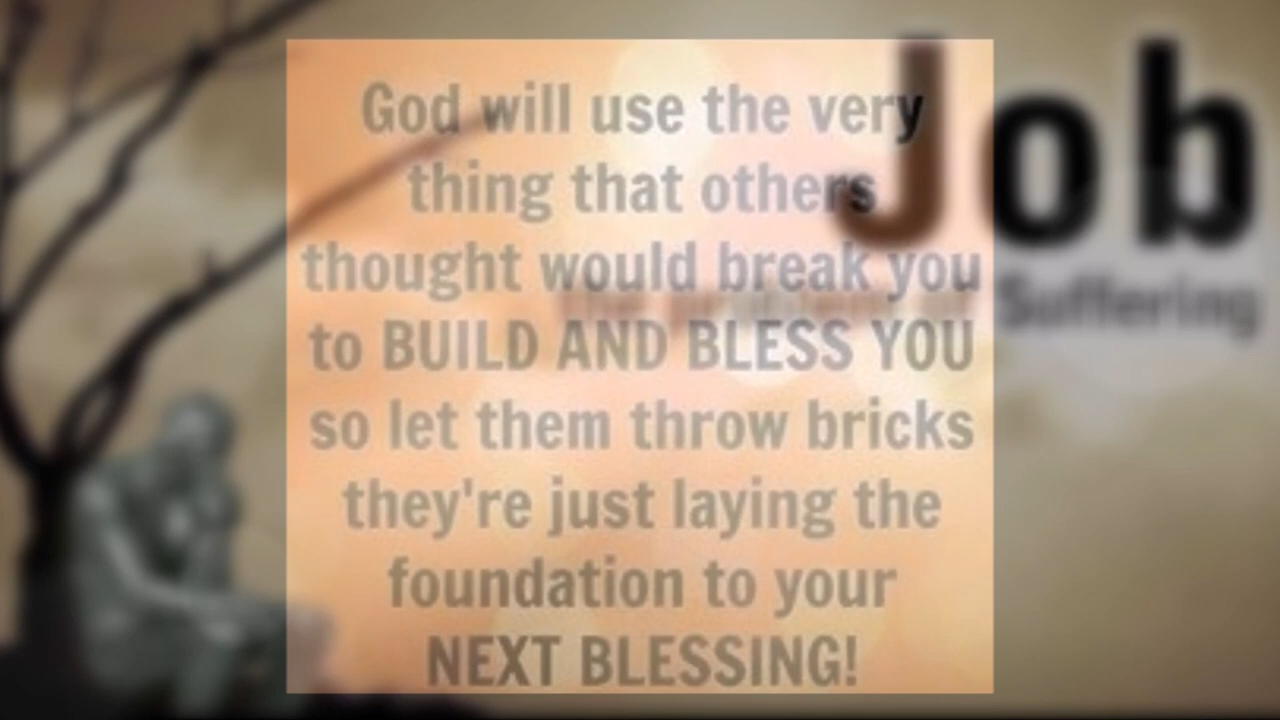 Job
God will use the very
thing that others
thought would break you
Suffering
to BUILD AND BLESS YOU
so let them throw bricks
they're just laying the
foundation to your
NEXT BLESSING!